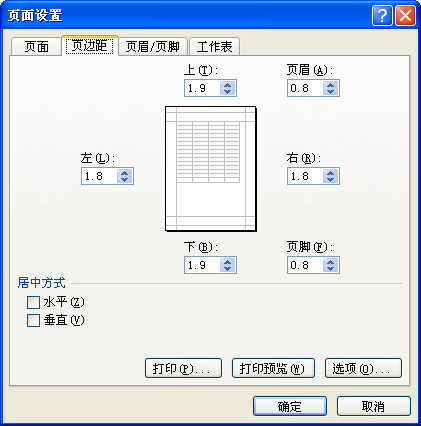 页面设置
页面 页边距 页眉/页脚 工作表
上(T): 页眉(A):
1.9 0.8
左(L): 右(R):
1.8 1.8
下(B): 页脚(F):
1.9 0.8
居中方式
水平(Z)
垂直(V)
打印(P)... 打印预览(W) 选项(O)...
确定 取消